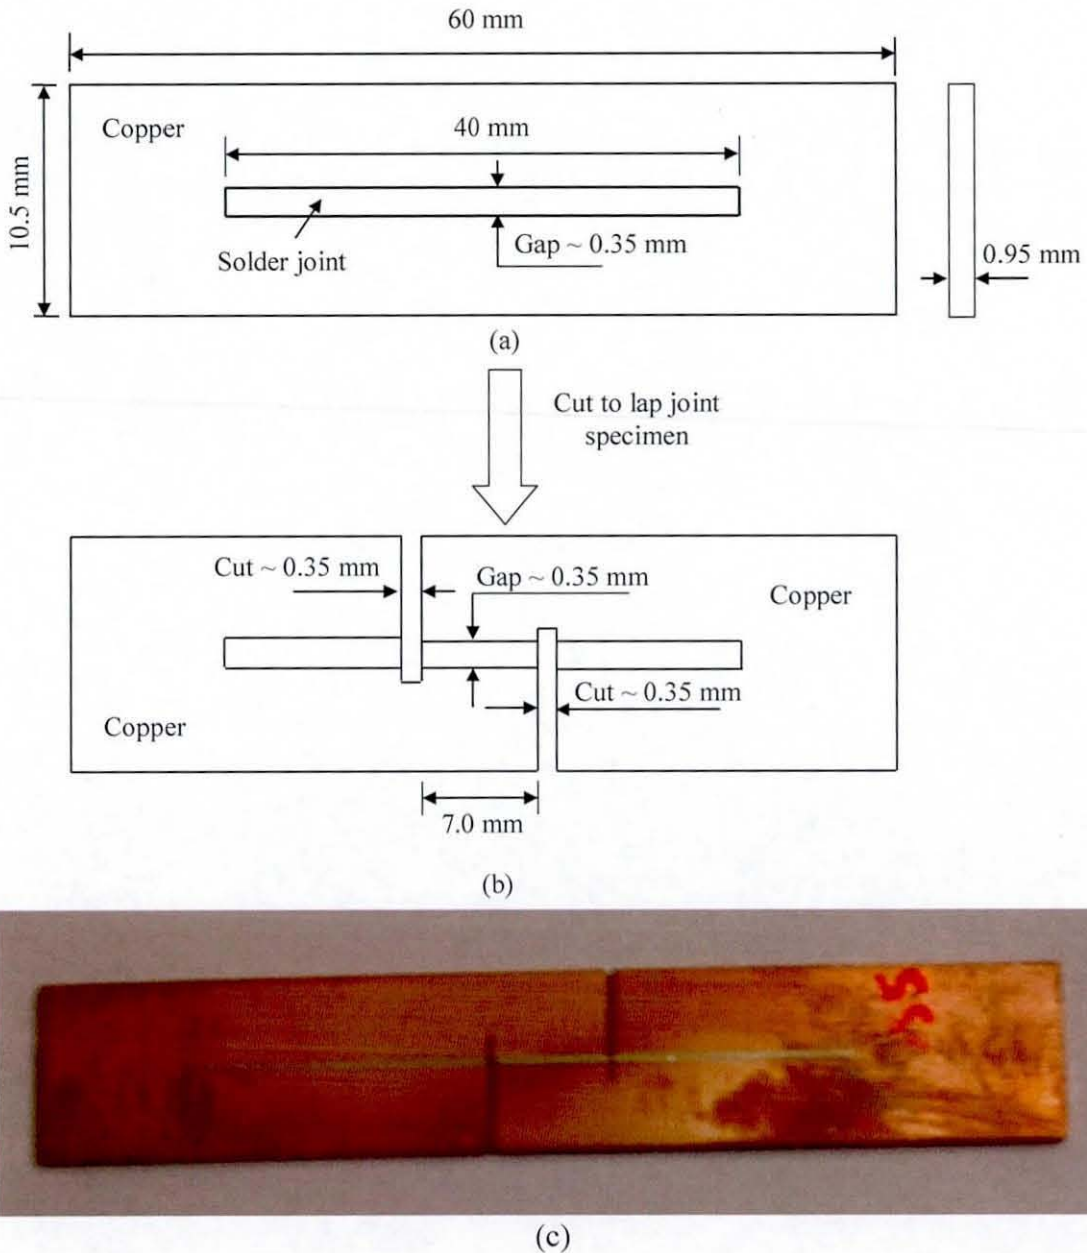 60 mm
Copper
40 mm
10.5 mm
Solder joint
Gap ~ 0.35 mm
0.95 mm
(a)
Cut to lap joint
specimen
Cut ~ 0.35 mm
Gap ~ 0.35 mm
Copper
Cut ~ 0.35 mm
Copper
7.0 mm
(b)
(c)